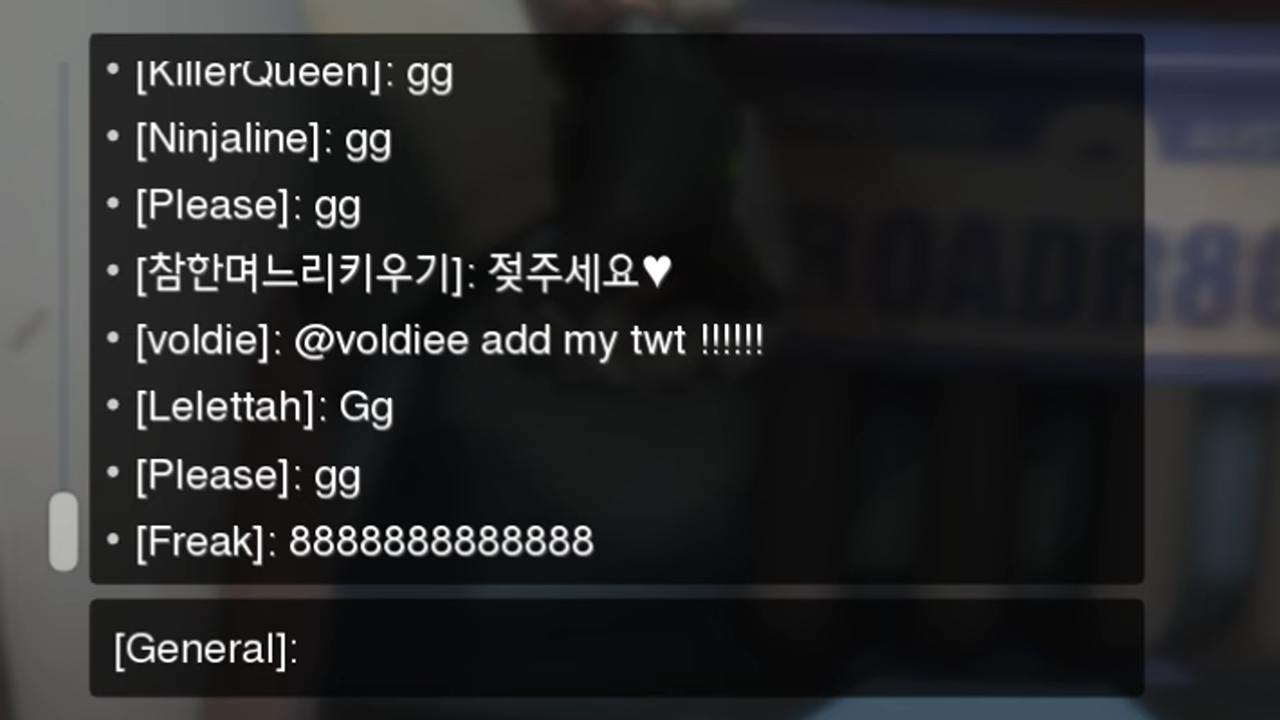 [KillerQueen]: gg
[Ninjaline]: gg
[Please]: gg
[참한며느리키우기]: 젖주세요♥
[voldie]: @voldiee add my twt !!!!!!
[Lelettah]: Gg
[Please]: gg
[Freak]: 8888888888888
[General]: